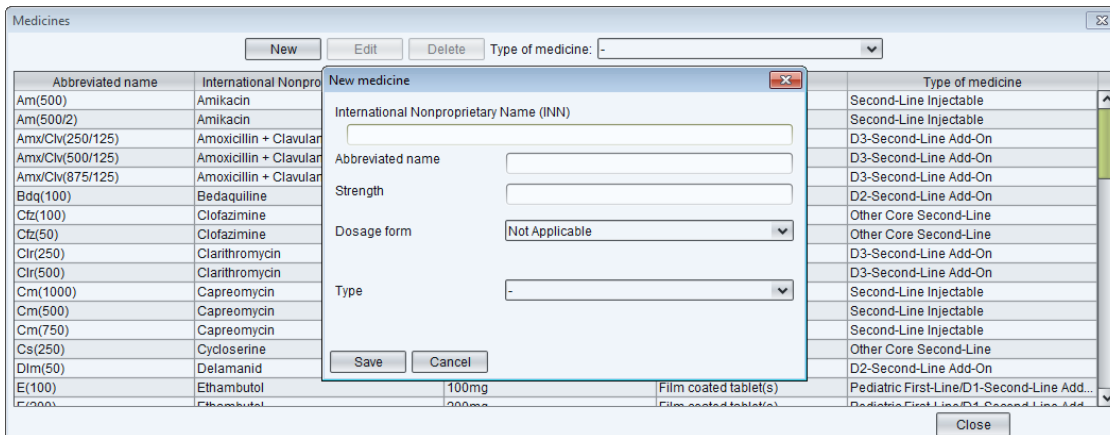 Medicines
New Edit Delete Type of medicine: -
Abbreviated name International Nonpro Type of medicine
New medicine
International Nonproprietary Name (INN)
Abbreviated name
Strength
Dosage form Not Applicable
Type -
Save Cancel
Am(500) Amikacin Second-Line Injectable
Am(500/2) Amikacin Second-Line Injectable
Amx/Clv(250/125) Amoxicillin + Clavular D3-Second-Line Add-On
Amx/Clv(500/125) Amoxicillin + Clavular D3-Second-Line Add-On
Amx/Clv(875/125) Amoxicillin + Clavular D3-Second-Line Add-On
Bdq(100) Bedaquiline D2-Second-Line Add-On
Cfz(100) Clofazimine Other Core Second-Line
Cfz(50) Clofazimine Other Core Second-Line
Clr(250) Clarithromycin D3-Second-Line Add-On
Clr(500) Clarithromycin D3-Second-Line Add-On
Cm(1000) Capreomycin Second-Line Injectable
Cm(500) Capreomycin Second-Line Injectable
Cm(750) Capreomycin Second-Line Injectable
Cs(250) Cycloserine Other Core Second-Line
Dlm(50) Delamanid D2-Second-Line Add-On
E(100) Ethambutol 100mg Film coated tablet(s) Pediatric First-Line/D1-Second-Line Add...
Close